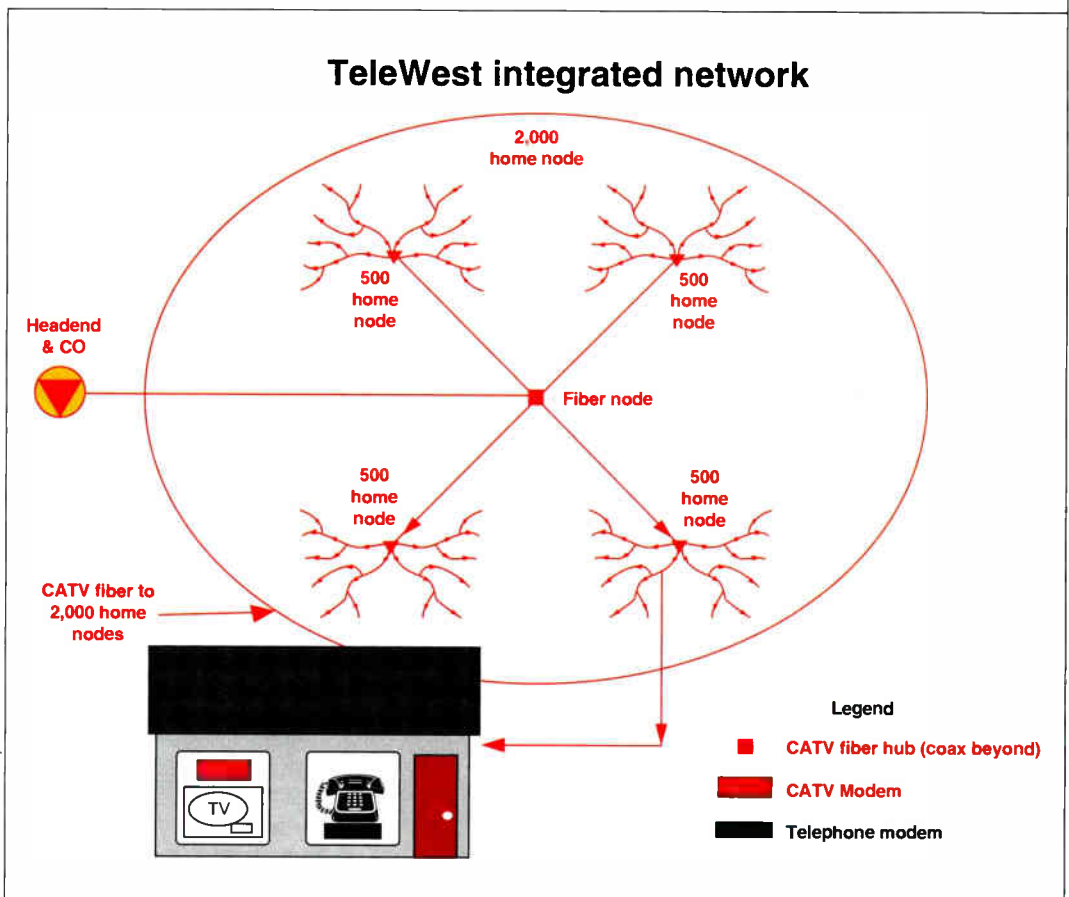 TeleWest integrated network
2,000
home node
500
home
node
500
home
node
Headend
& CO
Fiber node
500
home
node
500
home
node
CATV fiber to
2,000 home
nodes
TV
Legend
CATV fiber hub (coax beyond)
CATV Modem
Telephone modem